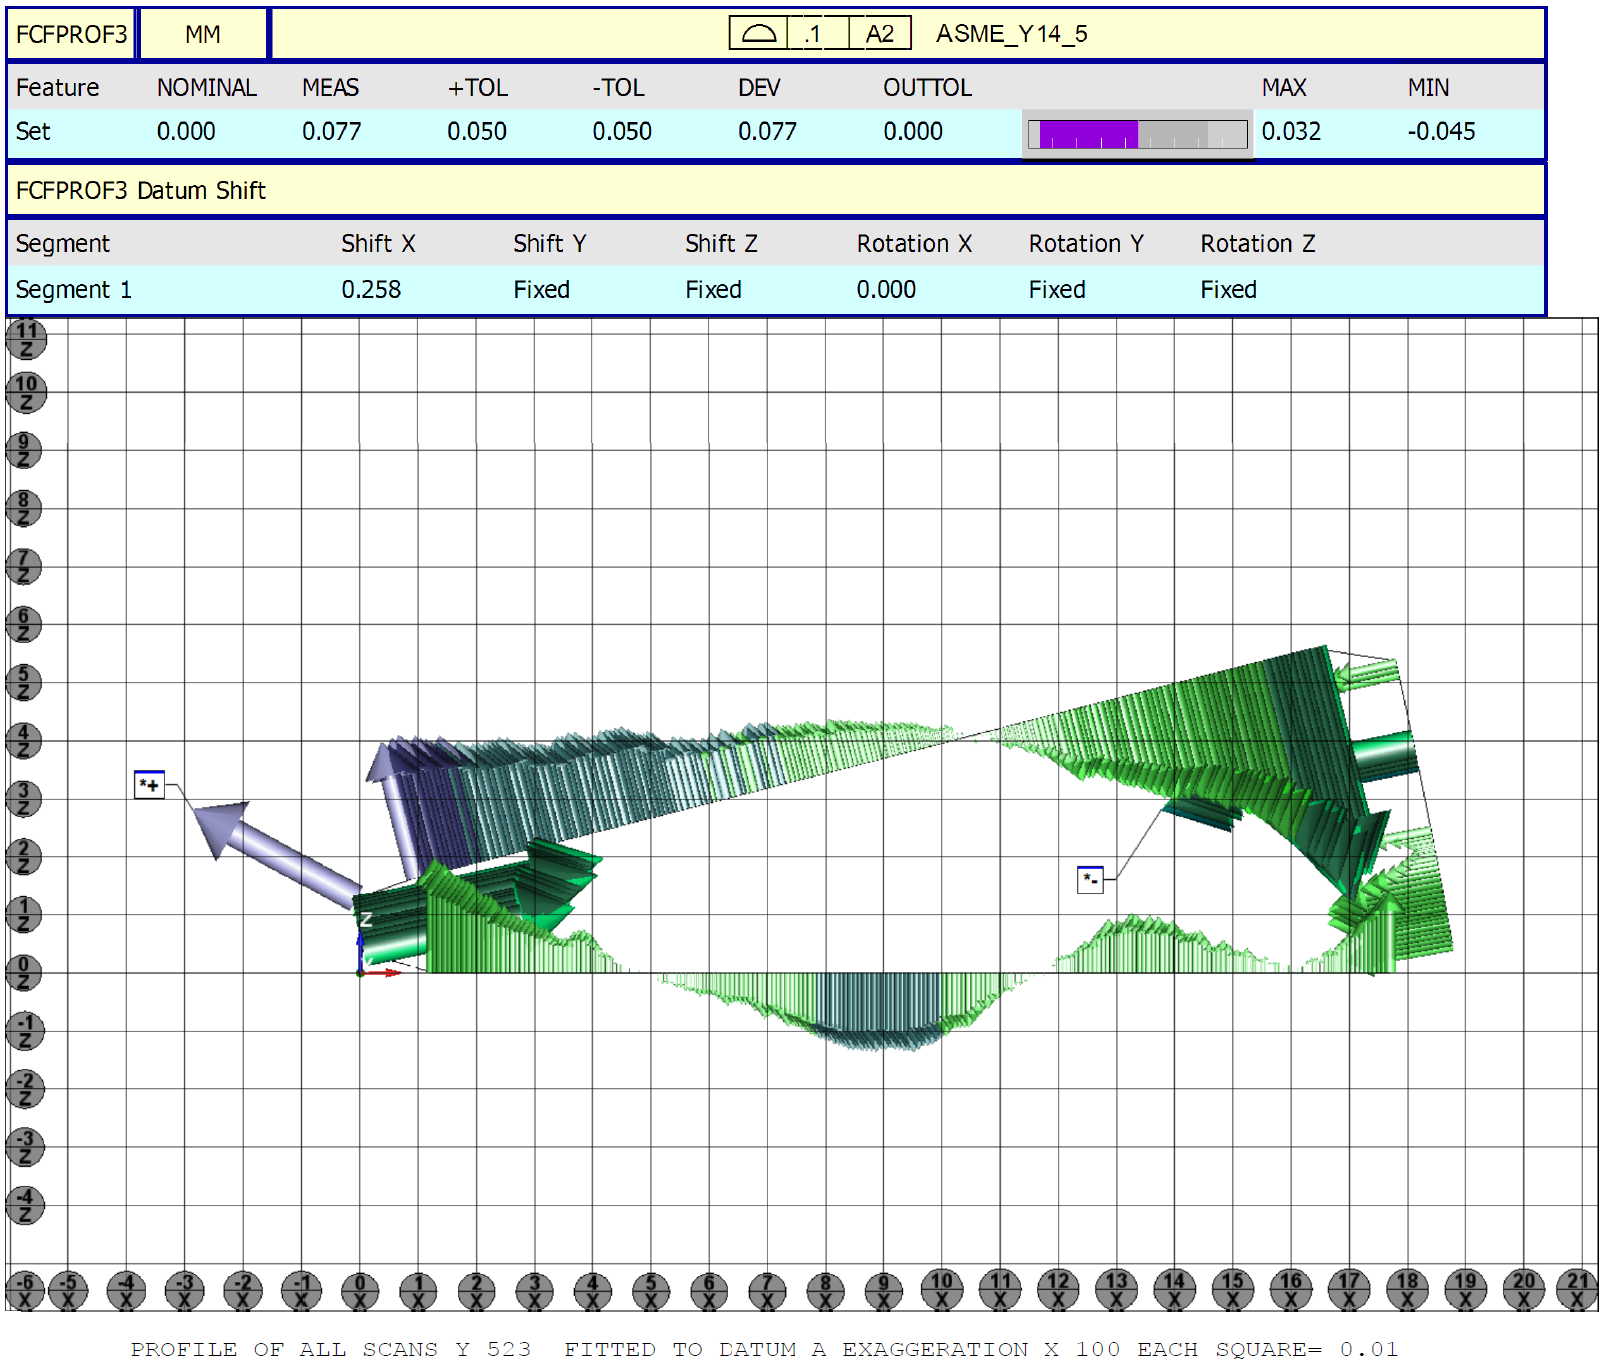 FCFPROF3 MM ⌓ .1 A2 ASME_Y14_5
Feature NOMINAL MEAS +TOL -TOL DEV OUTTOL MAX MIN
Set 0.000 0.077 0.050 0.050 0.077 0.000 0.032 -0.045
FCFPROF3 Datum Shift
Segment Shift X Shift Y Shift Z Rotation X Rotation Y Rotation Z
Segment 1 0.258 Fixed Fixed 0.000 Fixed Fixed
11 Z
10 Z
9 Z
8 Z
7 Z
6 Z
5 Z
4 Z
3 Z
*+
2 Z
*-
1 Z
Z
0 Z
-1 Z
-2 Z
-3 Z
-4 Z
-6 -5 -4 -3 -2 -1 0 1 2 3 4 5 6 7 8 9 10 11 12 13 14 15 16 17 18 19 20 21
X X X X X X X X X X X X X X X X X X X X X X X X X X X X
PROFILE OF ALL SCANS Y 523 FITTED TO DATUM A EXAGGERATION X 100 EACH SQUARE= 0.01